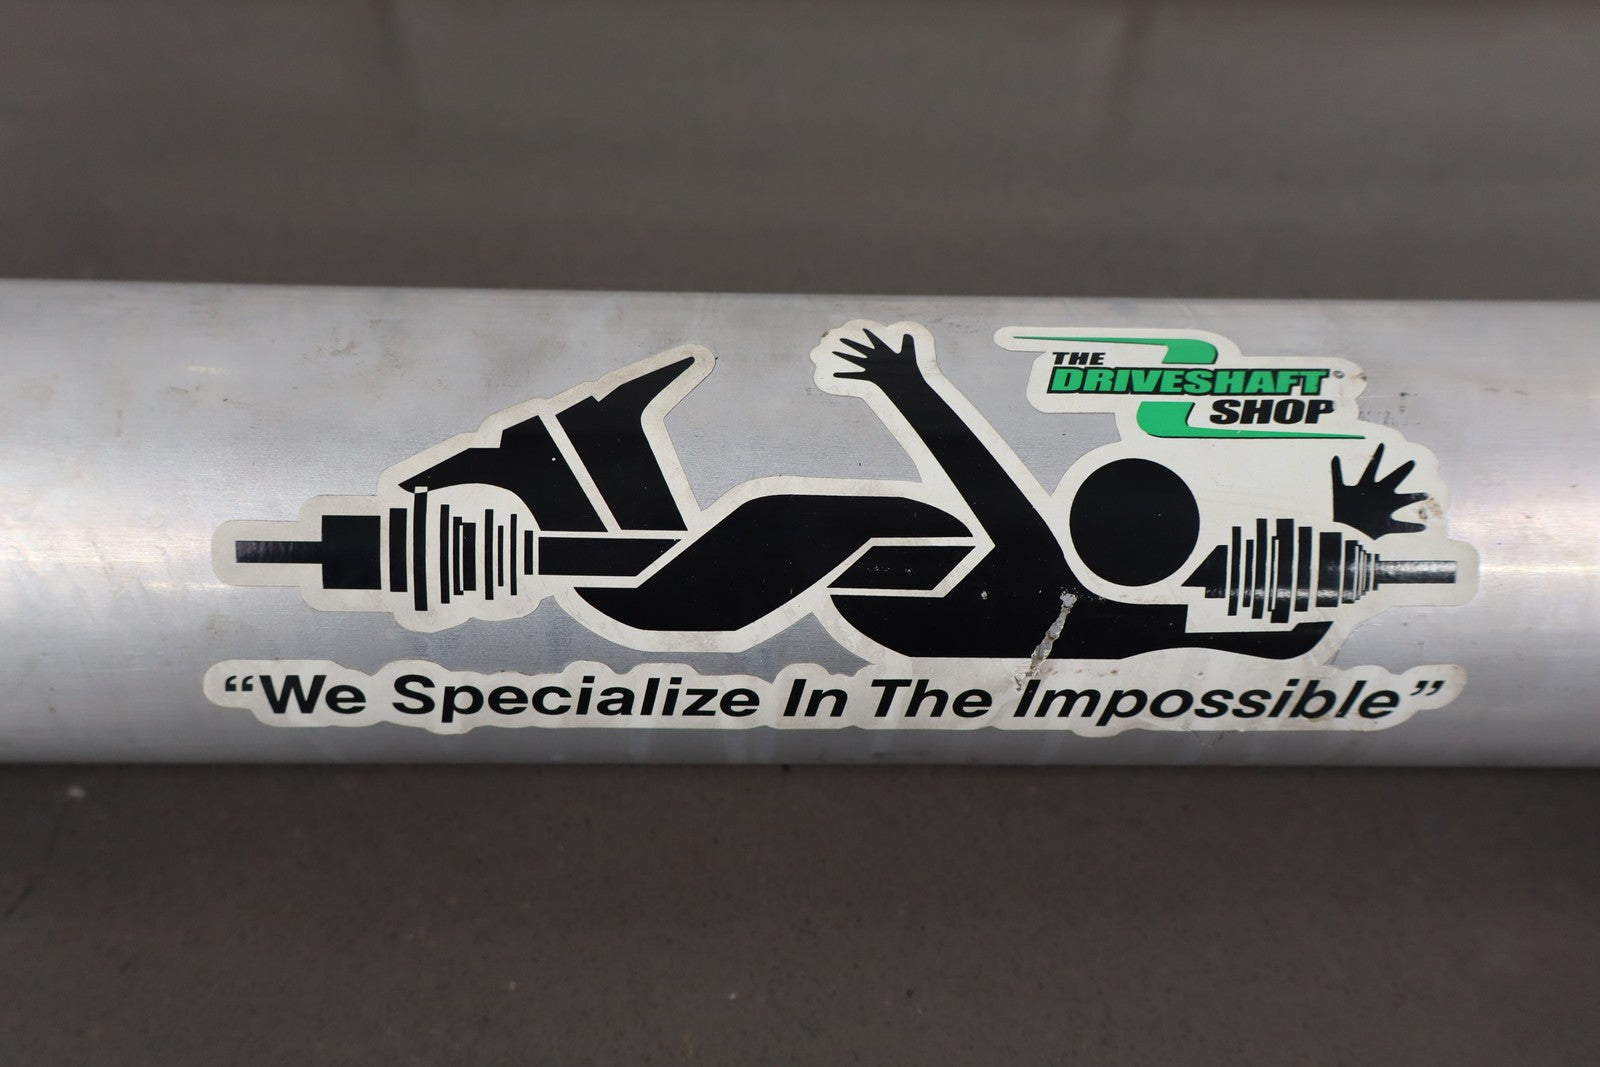 THE
DRIVESHAFT©
SHOP
“We Specialize In The Impossible”